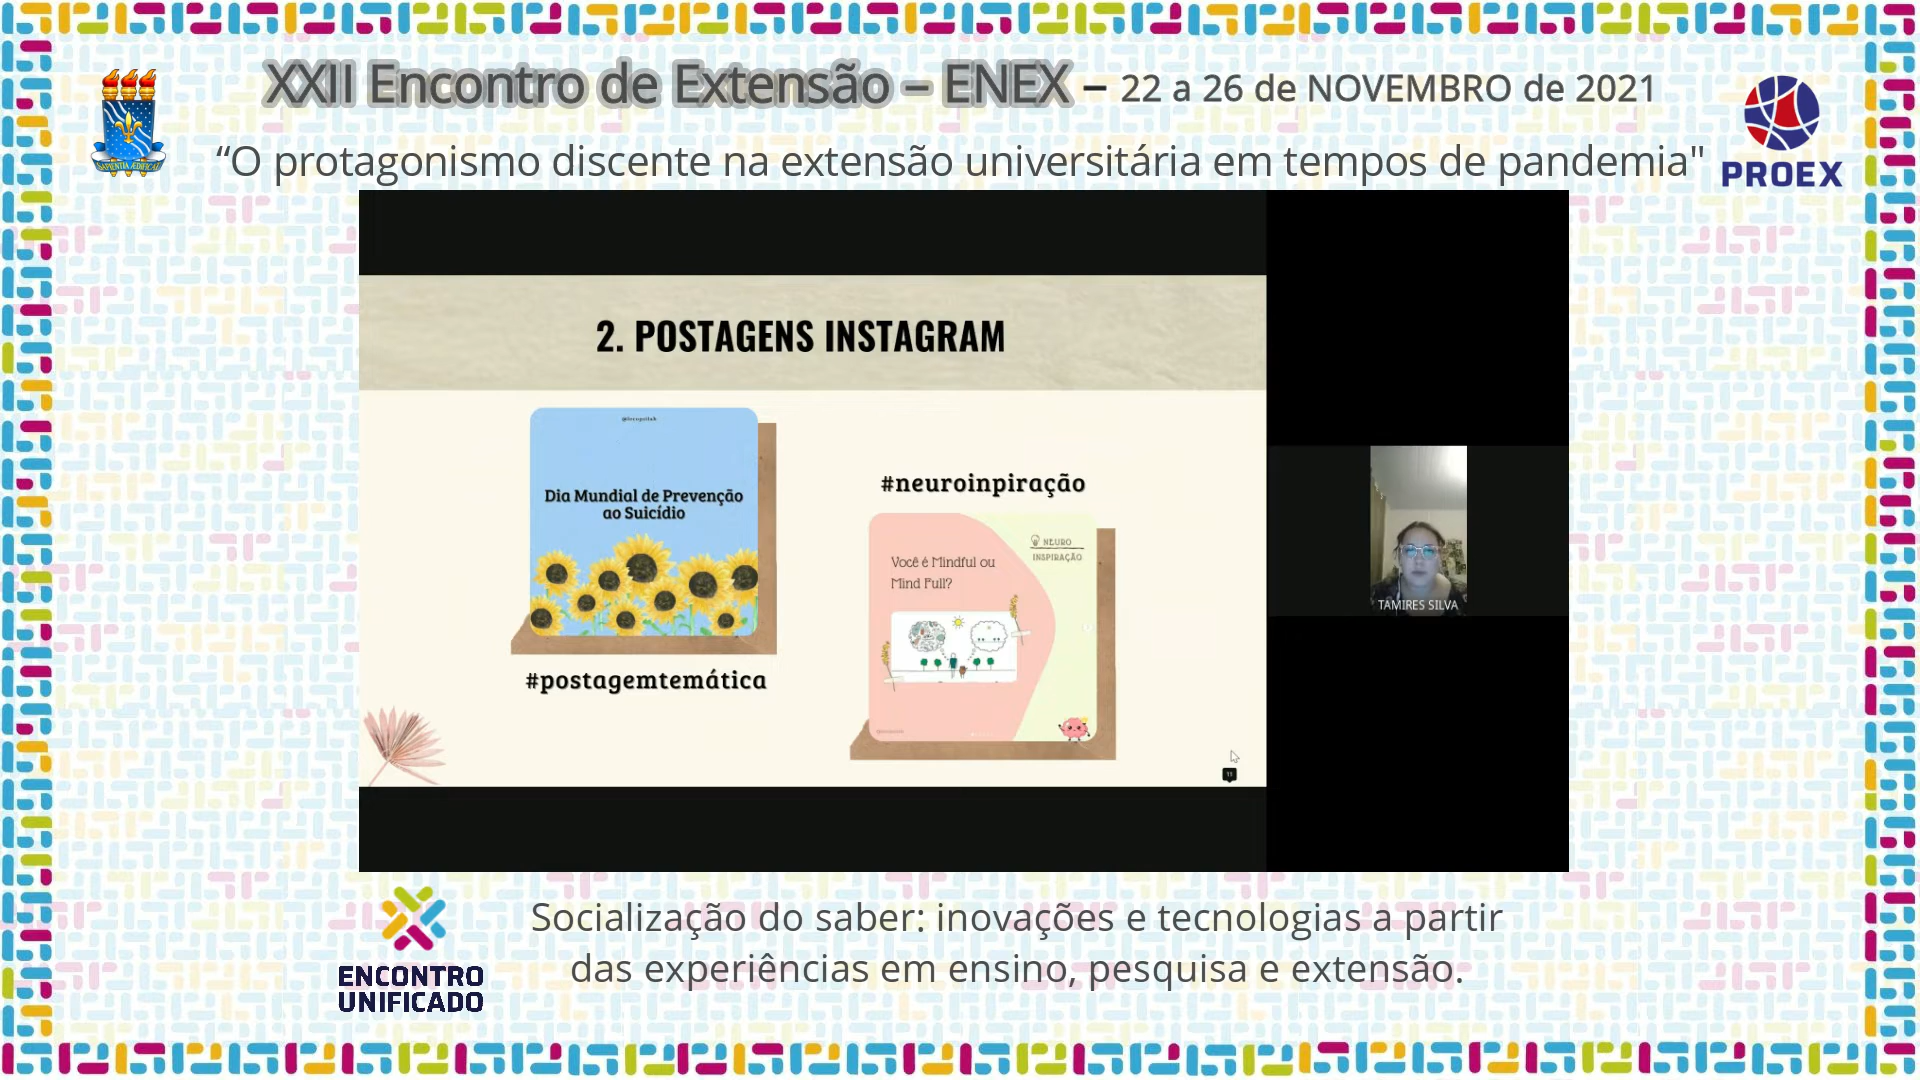 XXII Encontro de Extensão – ENEX – 22 a 26 de NOVEMBRO de 2021
“O protagonismo discente na extensão universitária em tempos de pandemia"
PROEX
2. POSTAGENS INSTAGRAM
Dia Mundial de Prevenção
ao Suicídio
#postagemtemática
#neuroinpiração
NEURO
INSPIRAÇÃO
Você é Mindful ou
Mind Full?
TAMIRES SILVA
ENCONTRO
UNIFICADO
Socialização do saber: inovações e tecnologias a partir
das experiências em ensino, pesquisa e extensão.